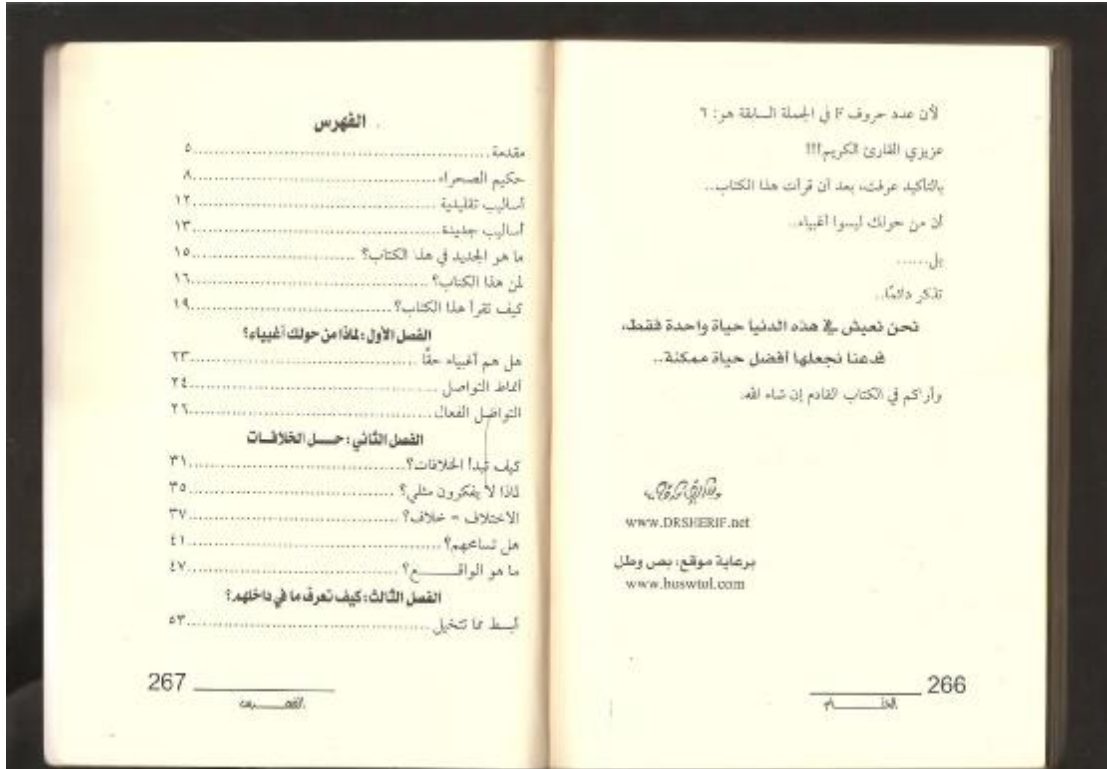 لأن عدد حروف F في الجملة السابقة هو: ٦
عزيزي القارئ الكريم!!!
بالتأكيد عرفت، بعد أن قرأت هذا الكتاب..
أن من حولك ليسوا أغبياء..
بل......
تذكر دائمًا..
نحن نعيش في هذه الدنيا حياة واحدة فقط،
فدعنا نجعلها أفضل حياة ممكنة..
وأراكم في الكتاب القادم إن شاء الله.
www.DRSHERIF.net
برعاية موقع: بص وطل
www.boswtol.com
266
الختـــام
الفهرس
مقدمة ..... ٥
حكيم الصحراء ..... ٨
أساليب تقليدية ..... ١٢
أساليب جديدة ..... ١٣
ما هو الجديد في هذا الكتاب؟ ..... ١٥
لمن هذا الكتاب؟ ..... ١٦
كيف تقرأ هذا الكتاب؟ ..... ١٩
الفصل الأول: لماذا من حولك أغبياء؟
هل هم أغبياء حقًّا ..... ٢٣
أنماط التواصل ..... ٢٤
التواصل الفعال ..... ٢٦
الفصل الثاني: حـــل الخلافـات
كيف تبدأ الخلافات؟ ..... ٣١
لماذا لا يفكرون مثلي؟ ..... ٣٥
الاختلاف = خلاف؟ ..... ٣٧
هل تسامحهم؟ ..... ٤١
ما هو الواقـــــع؟ ..... ٤٧
الفصل الثالث: كيف تعرف ما في داخلهم؟
أبسط مما تتخيل ..... ٥٣
267
الفهـــرس